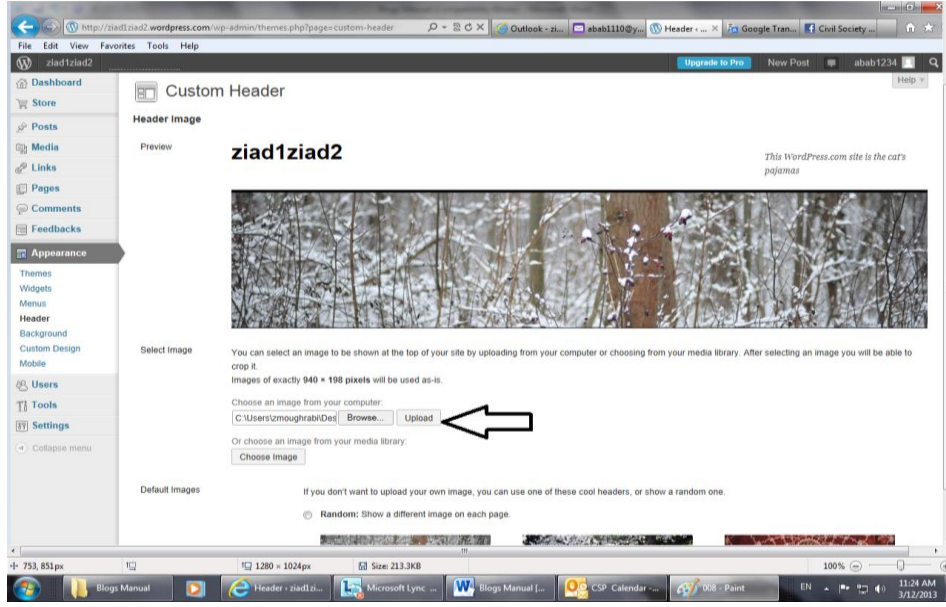 http://ziad1ziad2.wordpress.com/wp-admin/themes.php?page=custom-header
Outlook - zi...
abab1110@y...
Header ‹ ...
Google Tran...
Civil Society ...
File Edit View Favorites Tools Help
ziad1ziad2
Upgrade to Pro
New Post
abab1234
Dashboard
Store
Posts
Media
Links
Pages
Comments
Feedbacks
Appearance
Themes
Widgets
Menus
Header
Background
Custom Design
Mobile
Users
Tools
Settings
Collapse menu
Help
Custom Header
Header Image
Preview
ziad1ziad2
This WordPress.com site is the cat's
pajamas
Select Image
You can select an image to be shown at the top of your site by uploading from your computer or choosing from your media library. After selecting an image you will be able to
crop it.
Images of exactly 940 × 198 pixels will be used as-is.
Choose an image from your computer:
C:\Users\zmoughrabi\Des Browse... Upload
Or choose an image from your media library:
Choose Image
Default Images
If you don't want to upload your own image, you can use one of these cool headers, or show a random one.
Random: Show a different image on each page.
753, 851px
1280 × 1024px
Size: 213.3KB
100%
Blogs Manual
Header ‹ ziad1zi...
Microsoft Lync ...
Blogs Manual [...
CSP Calendar -...
008 - Paint
EN
11:24 AM
3/12/2013